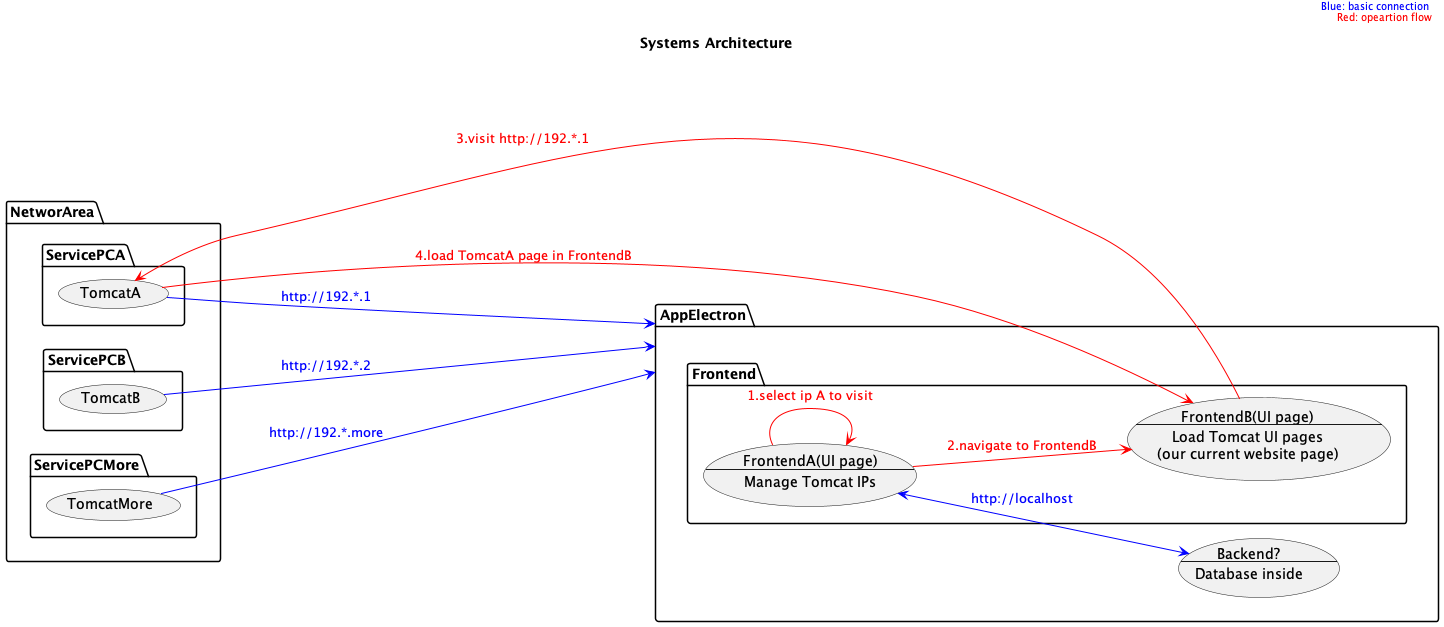 Blue: basic connection
Red: opeartion flow
Systems Architecture
3.visit http://192.*.1
NetworArea
ServicePCA
4.load TomcatA page in FrontendB
TomcatA
http://192.*.1
AppElectron
ServicePCB
http://192.*.2
TomcatB
Frontend
1.select ip A to visit
FrontendB(UI page)
Load Tomcat UI pages
(our current website page)
http://192.*.more
2.navigate to FrontendB
ServicePCMore
FrontendA(UI page)
Manage Tomcat IPs
TomcatMore
http://localhost
Backend?
Database inside